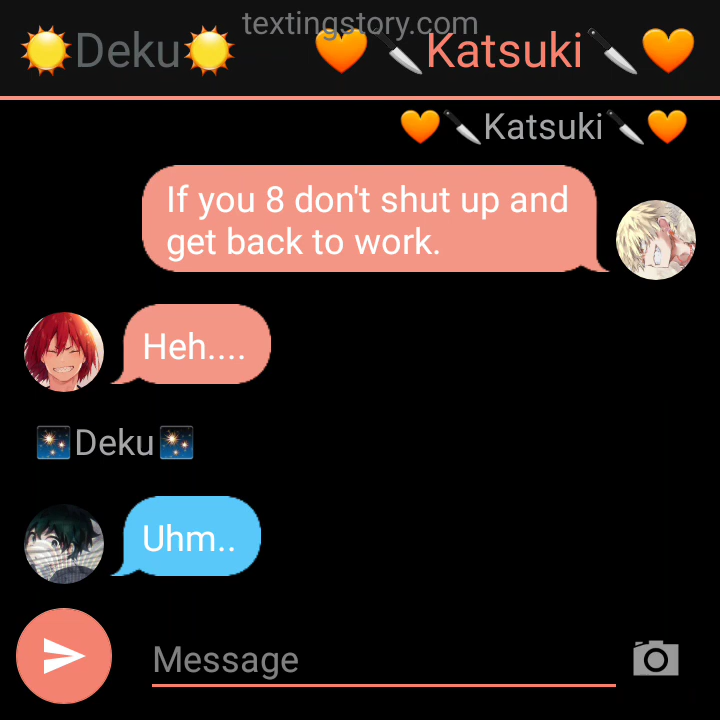 textingstory.com
☀️Deku☀️ 🧡🔪Katsuki🔪🧡
🧡🔪Katsuki🔪🧡
If you 8 don't shut up and
get back to work.
Heh....
🎇Deku🎇
Uhm..
Message